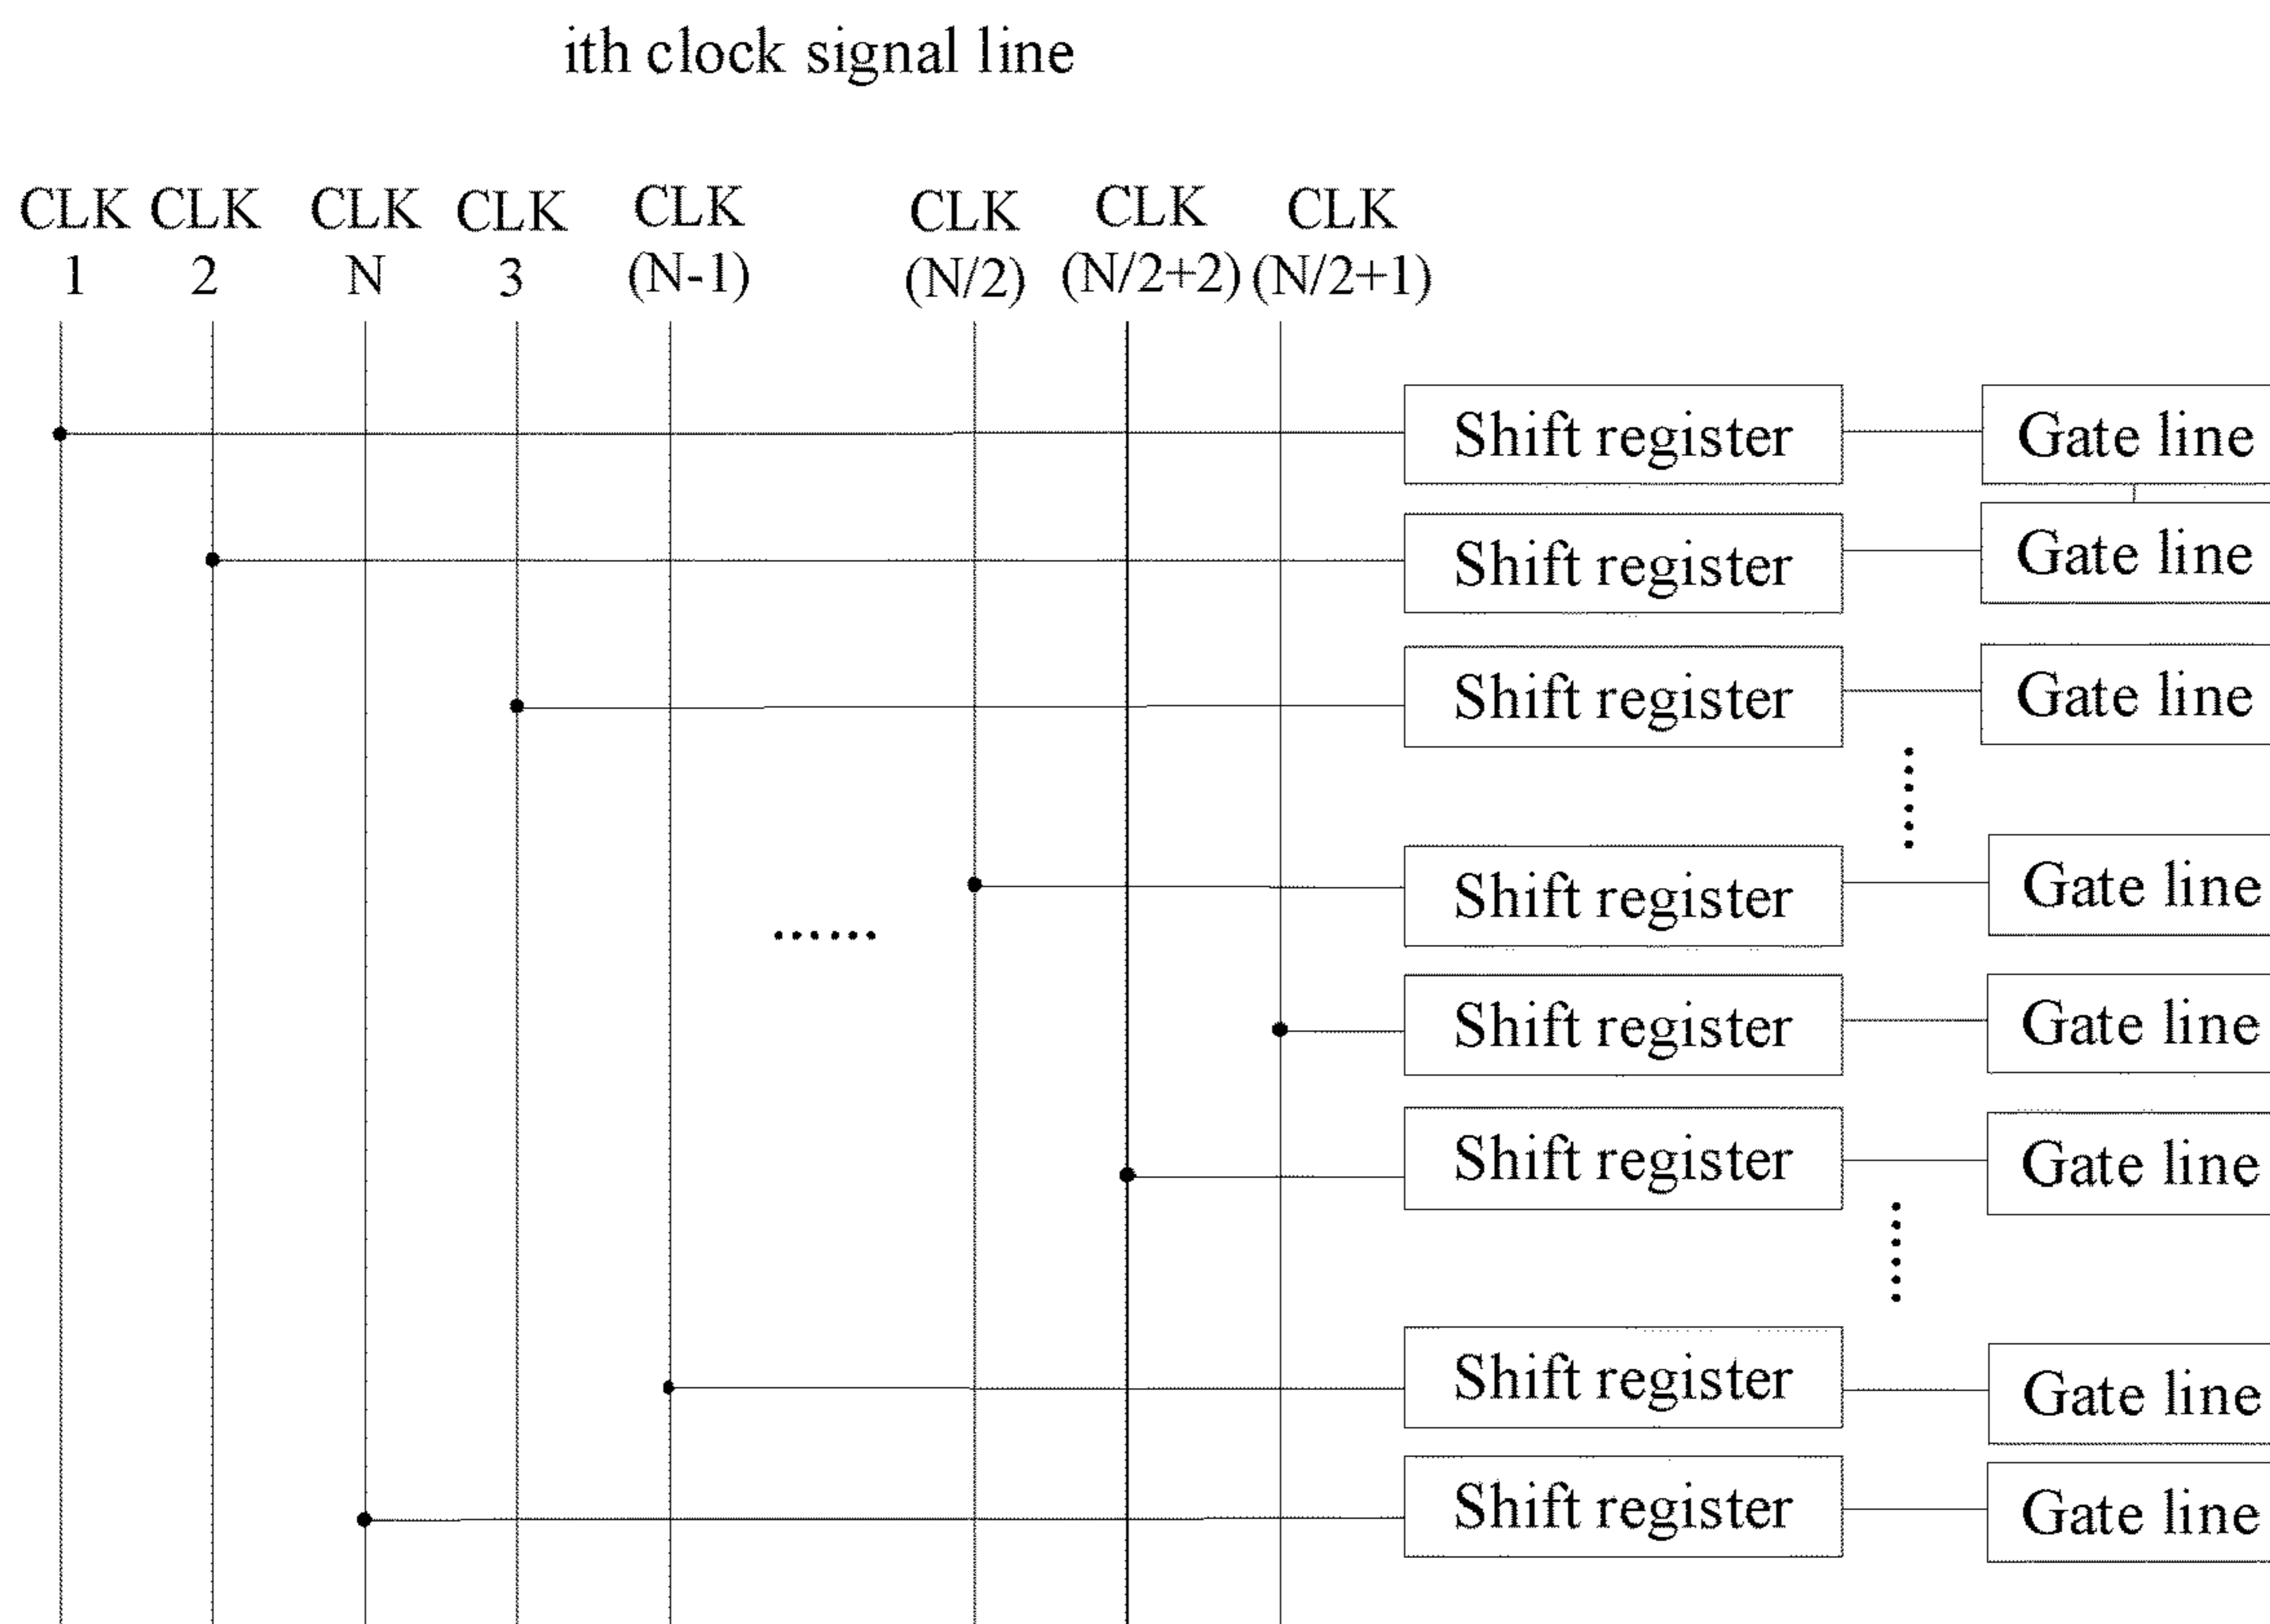 ith clock signal line
CLK CLK CLK CLK CLK CLK CLK CLK
1 2 N 3 (N-1) (N/2) (N/2+2) (N/2+1)
Shift register Gate line
Shift register Gate line
Shift register Gate line
Shift register Gate line
Shift register Gate line
Shift register Gate line
Shift register Gate line
Shift register Gate line